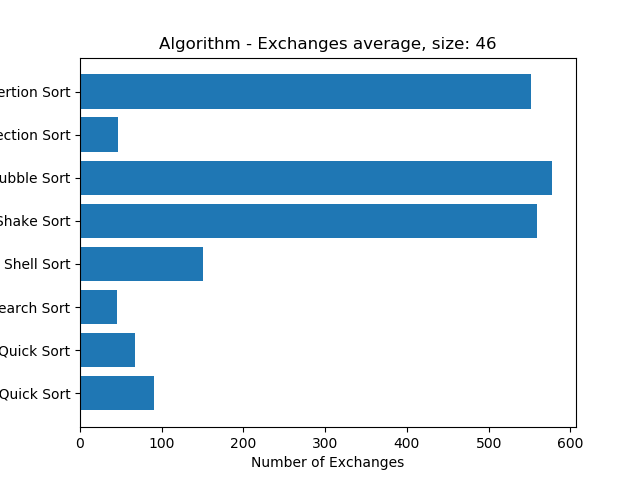 Algorithm - Exchanges average, size: 46
ertion Sort
ection Sort
ubble Sort
Shake Sort
Shell Sort
earch Sort
Quick Sort
Quick Sort
0 100 200 300 400 500 600
Number of Exchanges